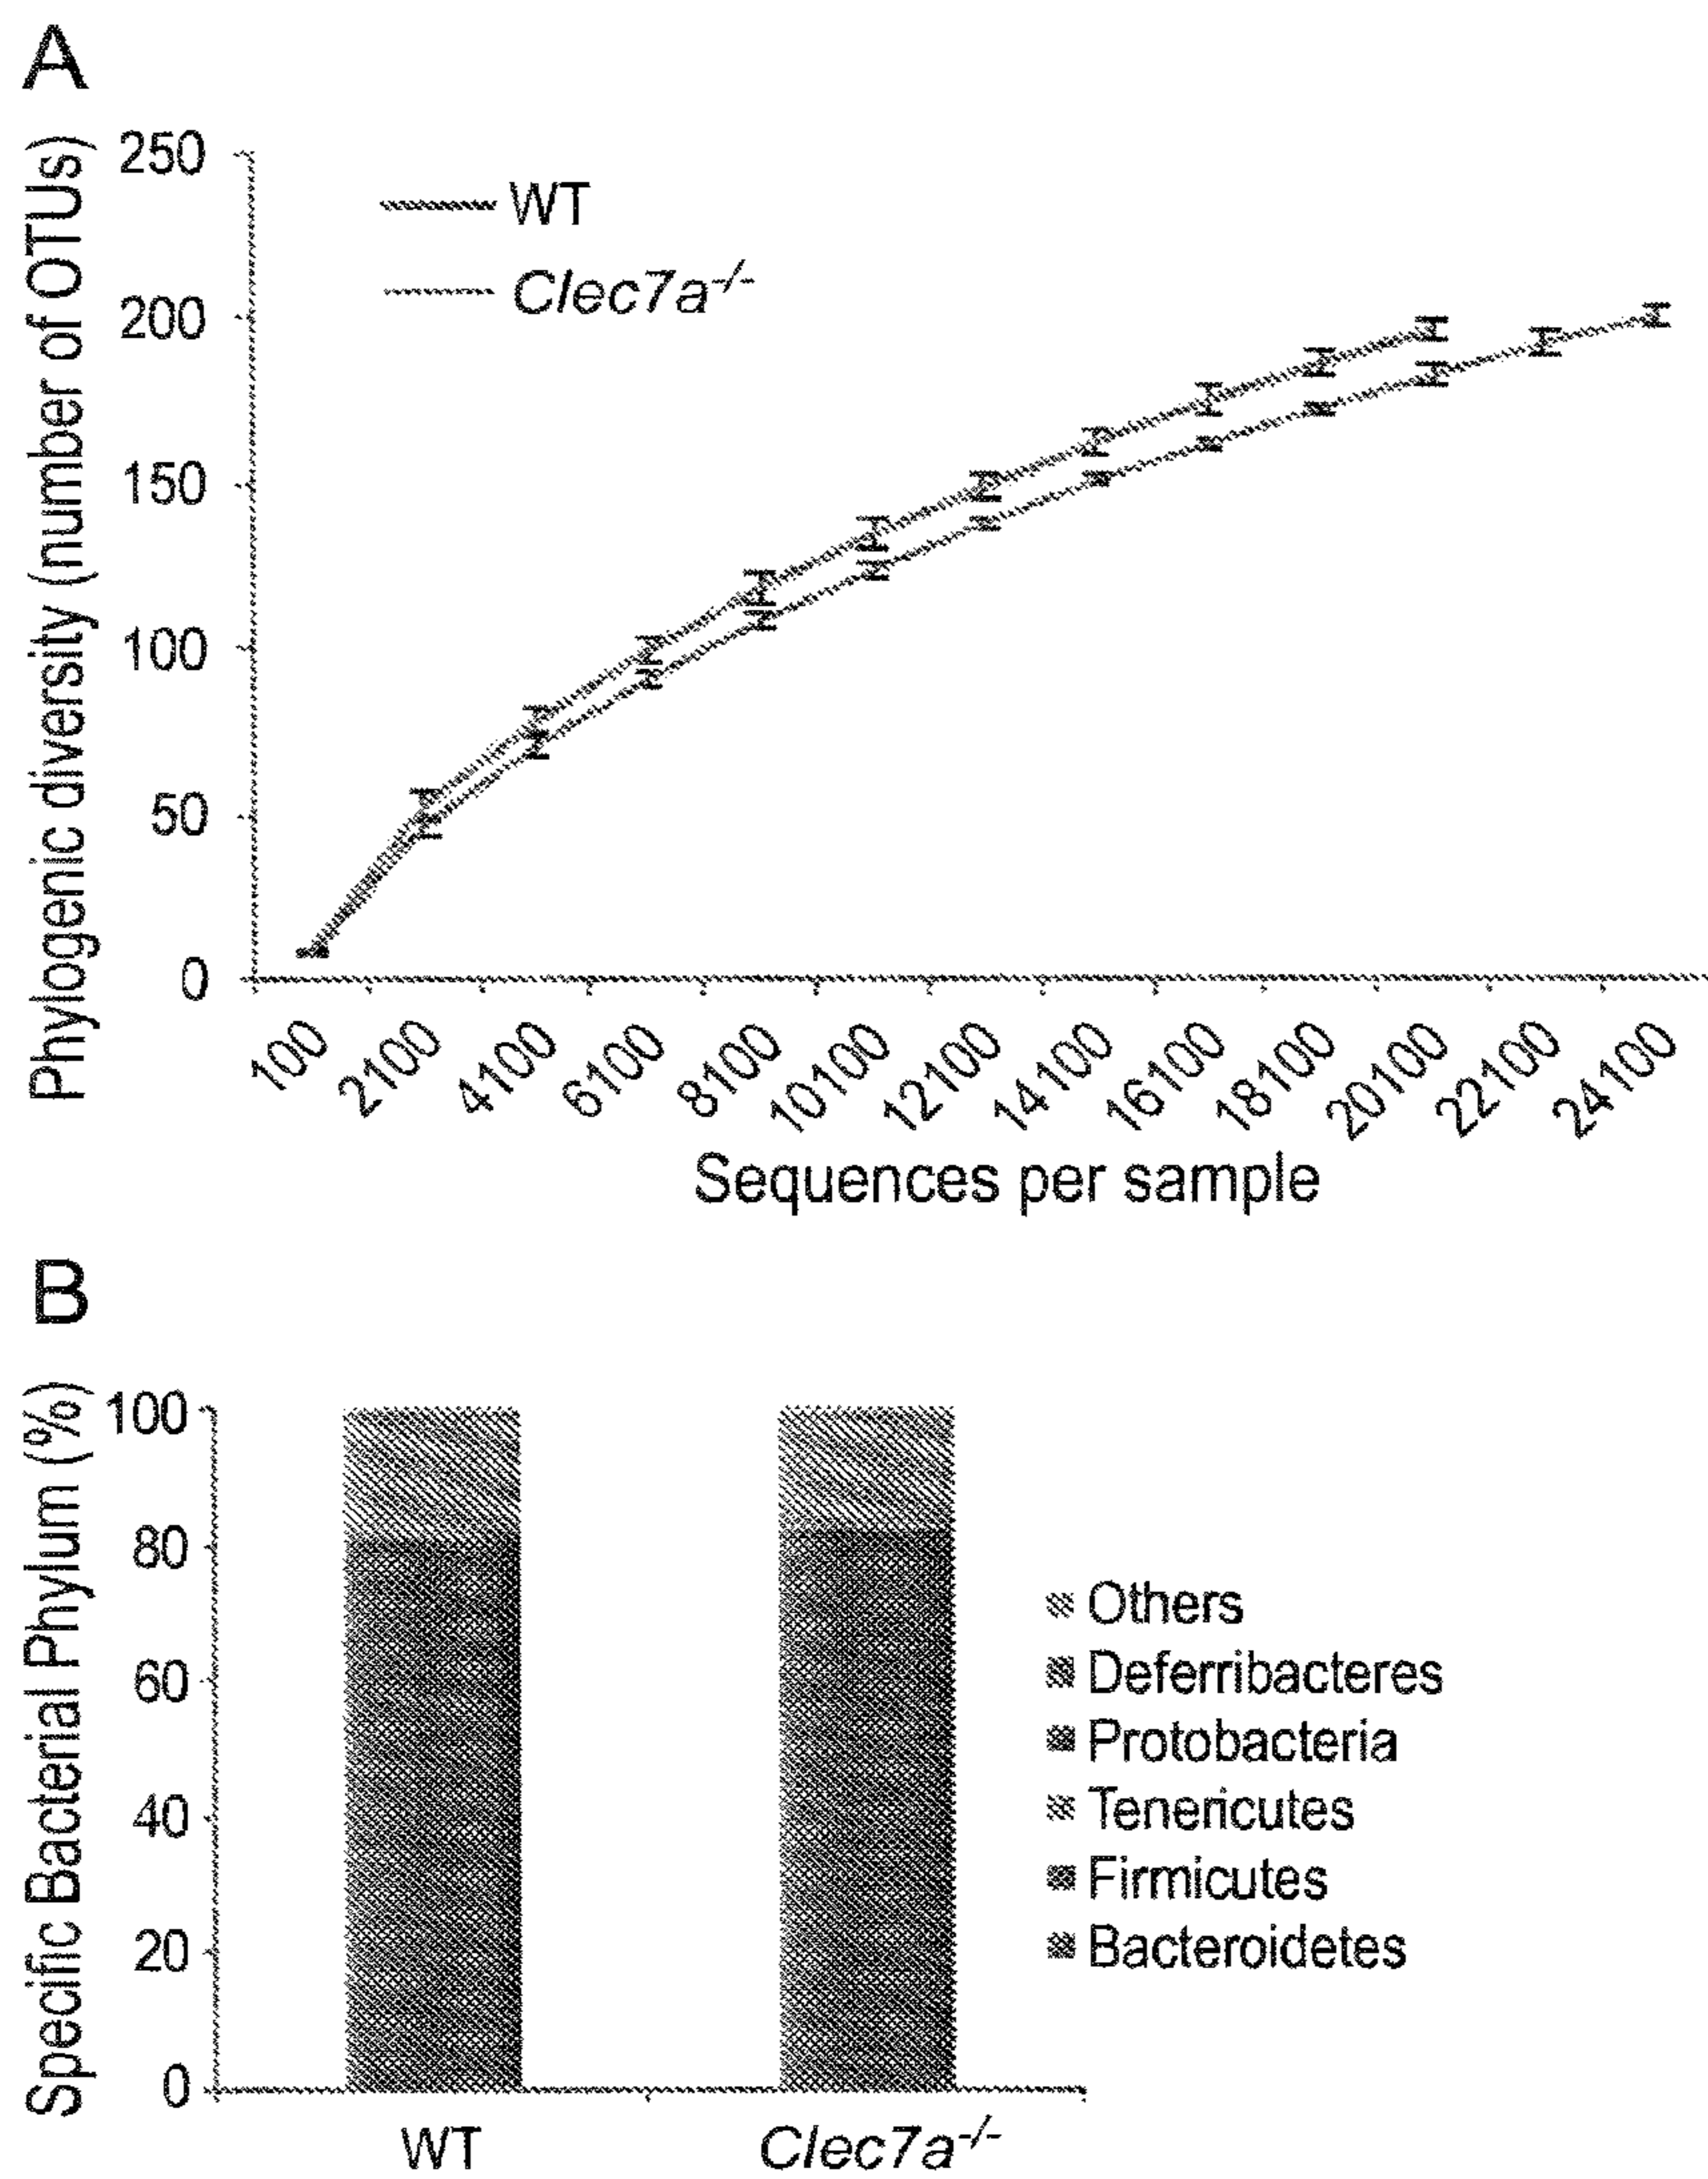 A
Phylogenic diversity (number of OTUs)
250
200
150
100
50
0
WT
Clec7a-/-
100
2100
4100
6100
8100
10100
12100
14100
16100
18100
20100
22100
24100
Sequences per sample
B
Specific Bacterial Phylum (%)
100
80
60
40
20
0
WT
Clec7a-/-
Others
Deferribacteres
Protobacteria
Tenericutes
Firmicutes
Bacteroidetes